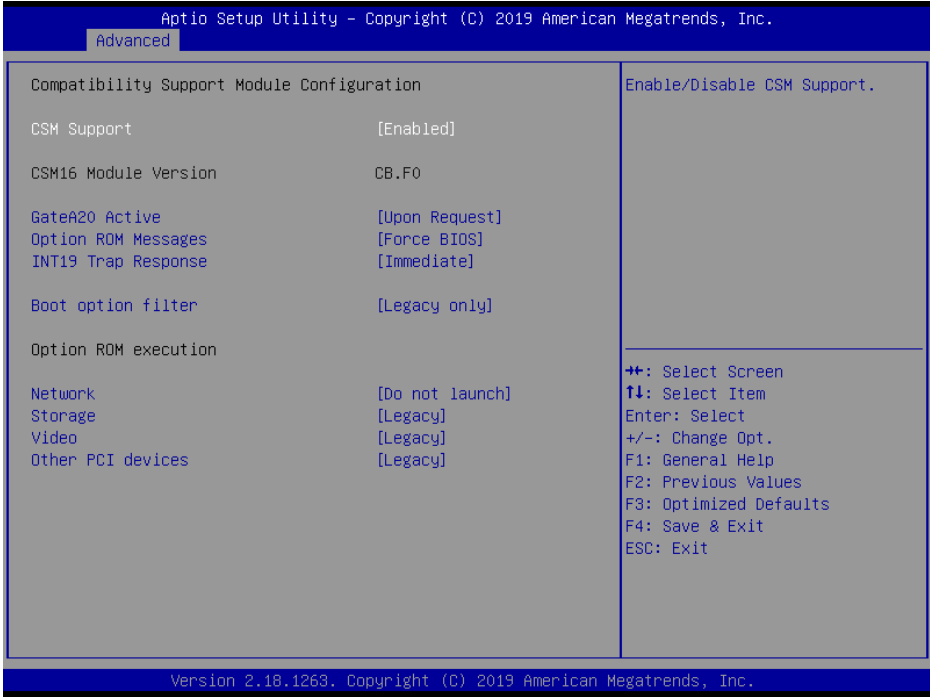 Aptio Setup Utility – Copyright (C) 2019 American Megatrends, Inc.
Advanced
Compatibility Support Module Configuration
CSM Support [Enabled]
CSM16 Module Version CB.F0
GateA20 Active [Upon Request]
Option ROM Messages [Force BIOS]
INT19 Trap Response [Immediate]
Boot option filter [Legacy only]
Option ROM execution
Network [Do not launch]
Storage [Legacy]
Video [Legacy]
Other PCI devices [Legacy]
Enable/Disable CSM Support.
→←: Select Screen
↑↓: Select Item
Enter: Select
+/-: Change Opt.
F1: General Help
F2: Previous Values
F3: Optimized Defaults
F4: Save & Exit
ESC: Exit
Version 2.18.1263. Copyright (C) 2019 American Megatrends, Inc.